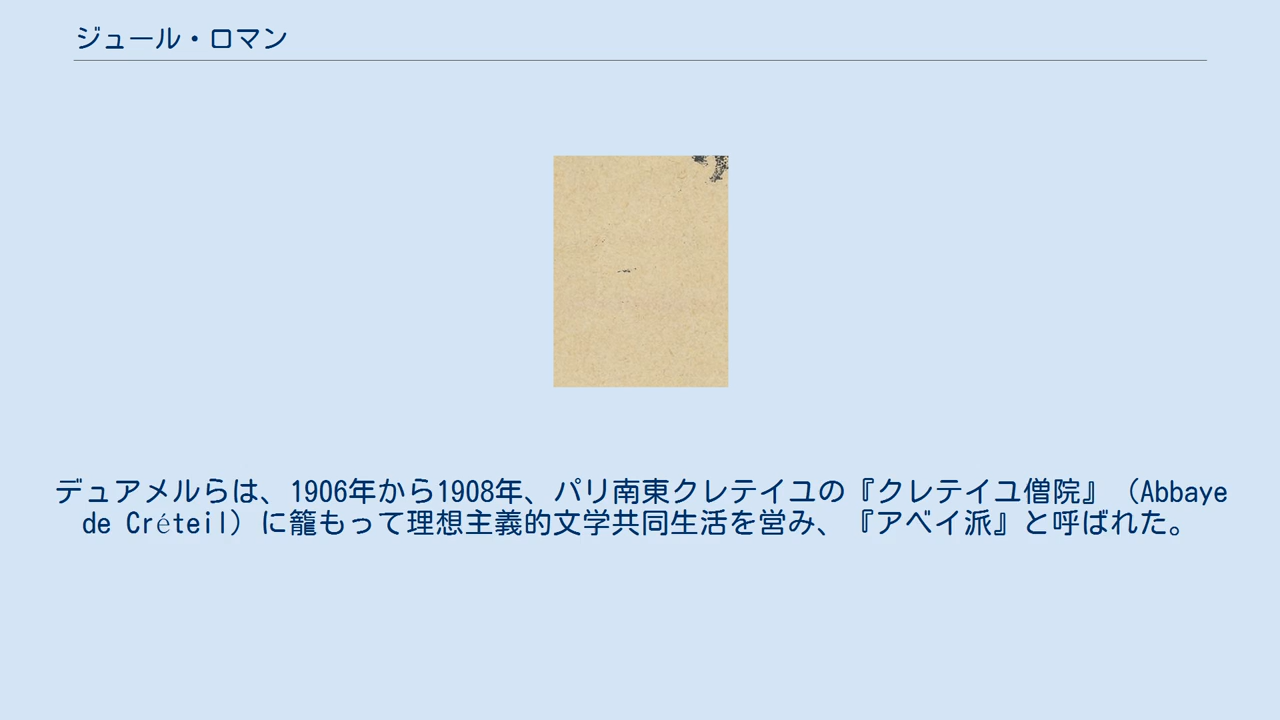 ジュール・ロマン
デュアメルらは、1906年から1908年、パリ南東クレテイユの『クレテイユ僧院』（Abbaye
de Créteil）に籠もって理想主義的文学共同生活を営み、『アベイ派』と呼ばれた。